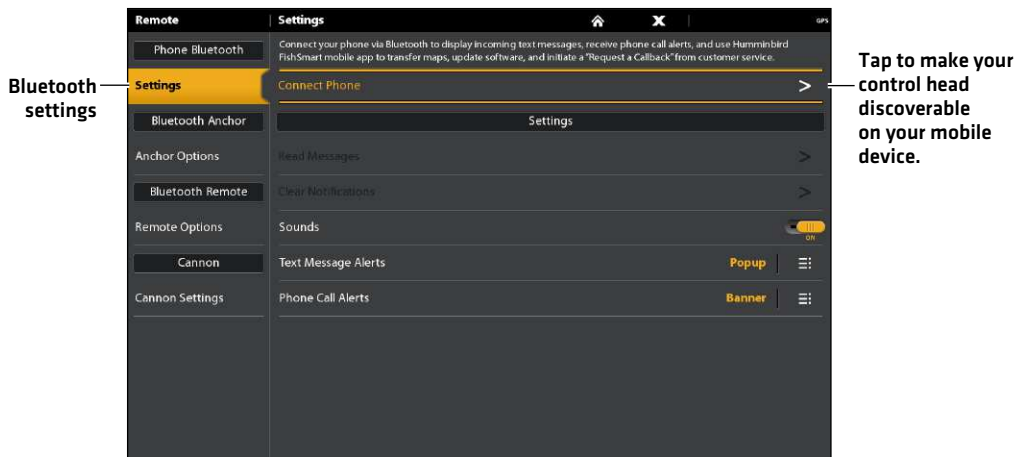 Remote
Settings
GPS
Phone Bluetooth
Connect your phone via Bluetooth to display incoming text messages, receive phone call alerts, and use Humminbird
FishSmart mobile app to transfer maps, update software, and initiate a "Request a Callback" from customer service.
Bluetooth
settings
Settings
Connect Phone
>
Tap to make your
control head
discoverable
on your mobile
device.
Bluetooth Anchor
Settings
Anchor Options
Read Messages
>
Bluetooth Remote
Clear Notifications
>
Remote Options
Sounds
ON
Cannon
Text Message Alerts
Popup
Cannon Settings
Phone Call Alerts
Banner